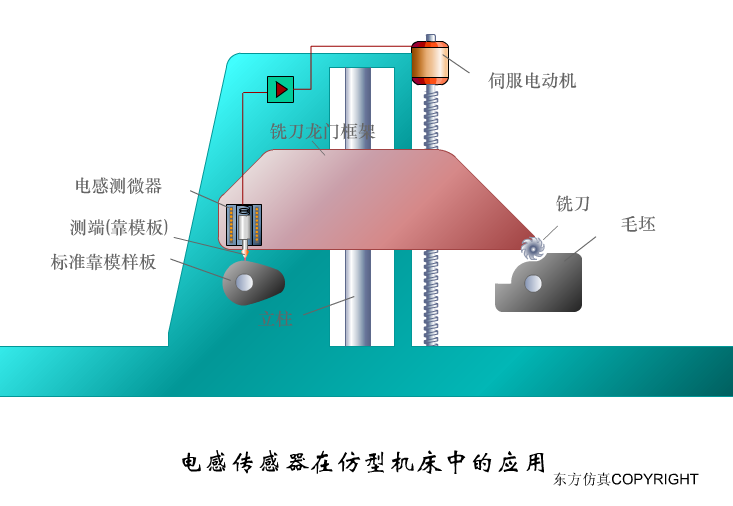 伺服电动机
铣刀龙门框架
电感测微器
铣刀
测端(靠模板)
毛坯
标准靠模样板
立柱
电感传感器在仿型机床中的应用
东方仿真COPYRIGHT